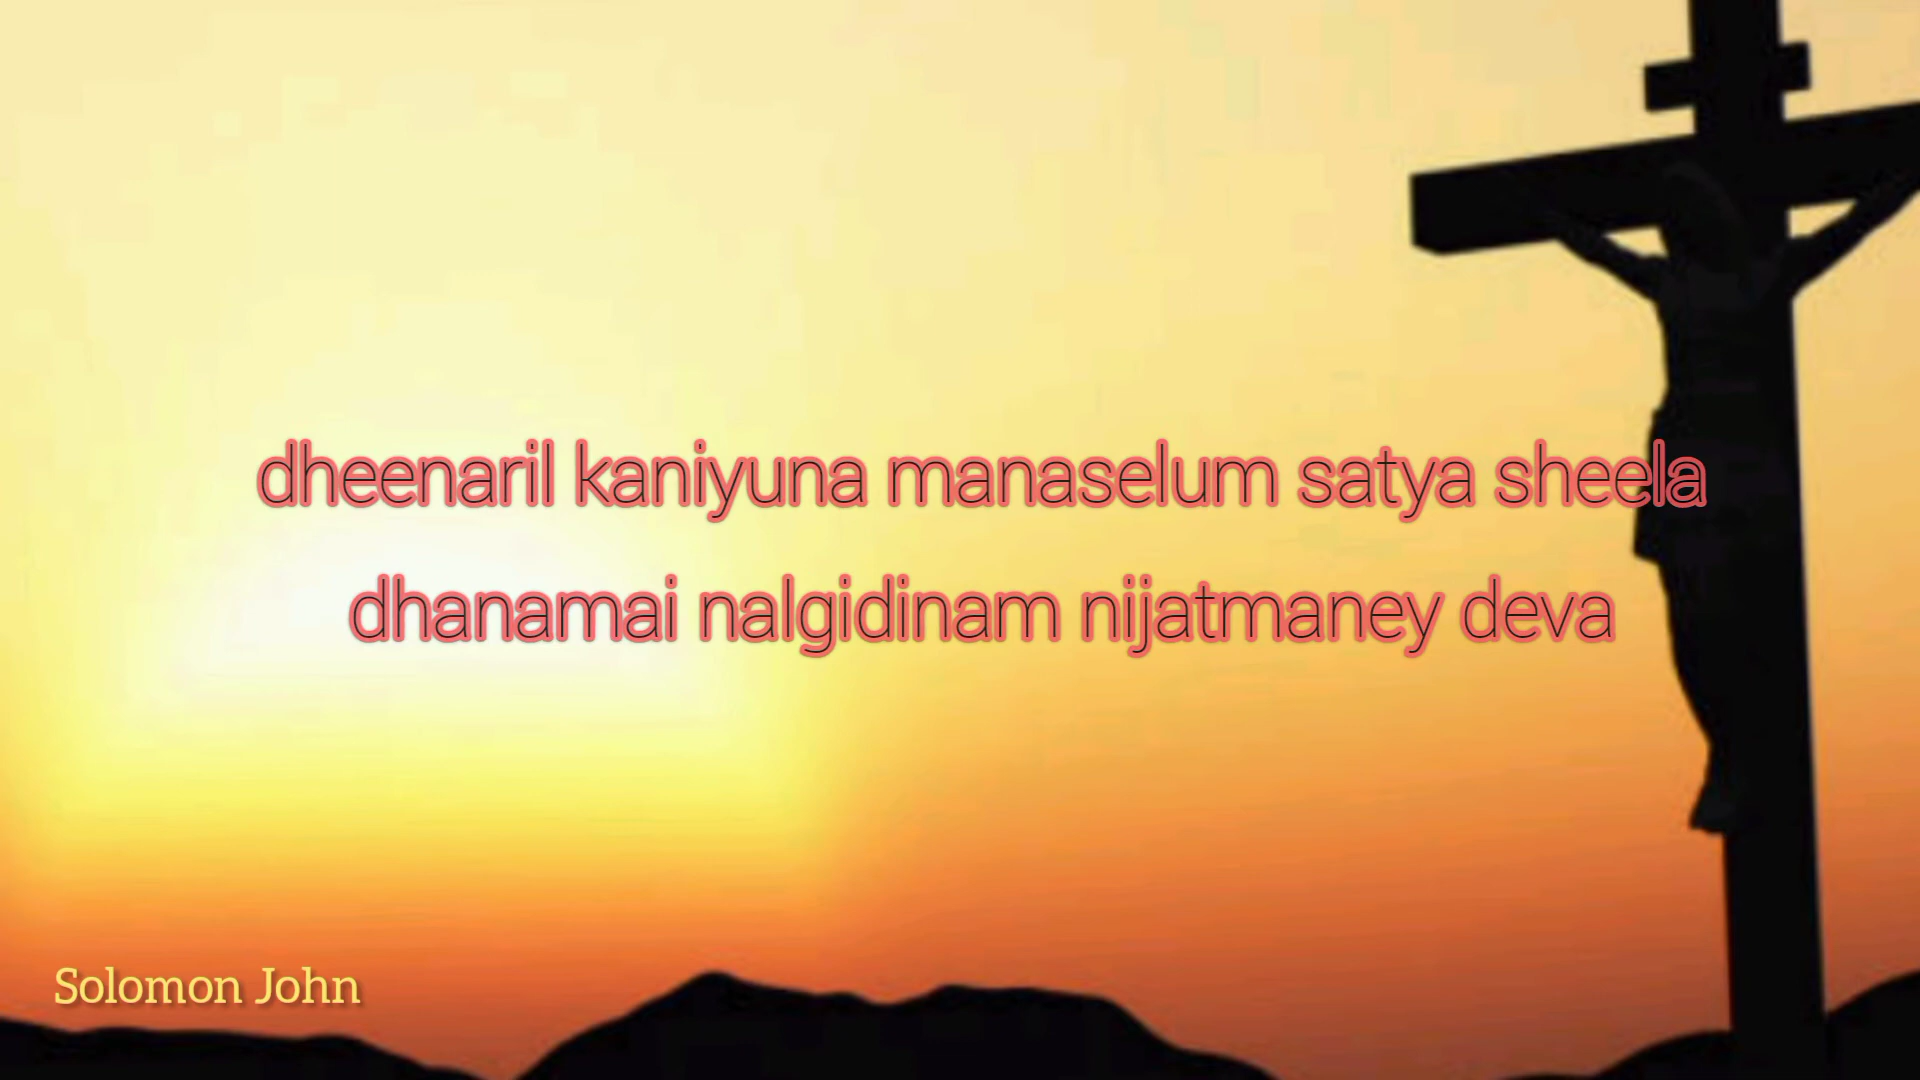 dheenaril kaniyuna manaselum satya sheela
dhanamai nalgidinam nijatmaney deva
Solomon John